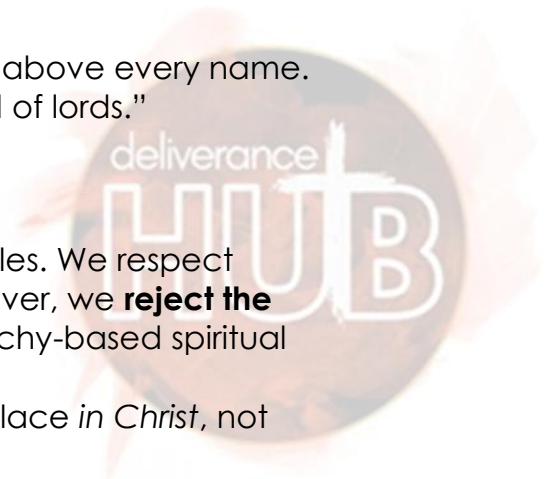 above every name.
l of lords.”
deliverance
HUB
les. We respect
ver, we reject the
chy-based spiritual
lace in Christ, not